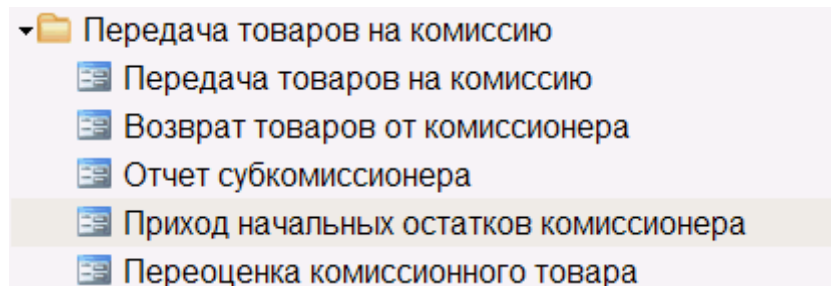 Передача товаров на комиссию
Передача товаров на комиссию
Возврат товаров от комиссионера
Отчет субкомиссионера
Приход начальных остатков комиссионера
Переоценка комиссионного товара